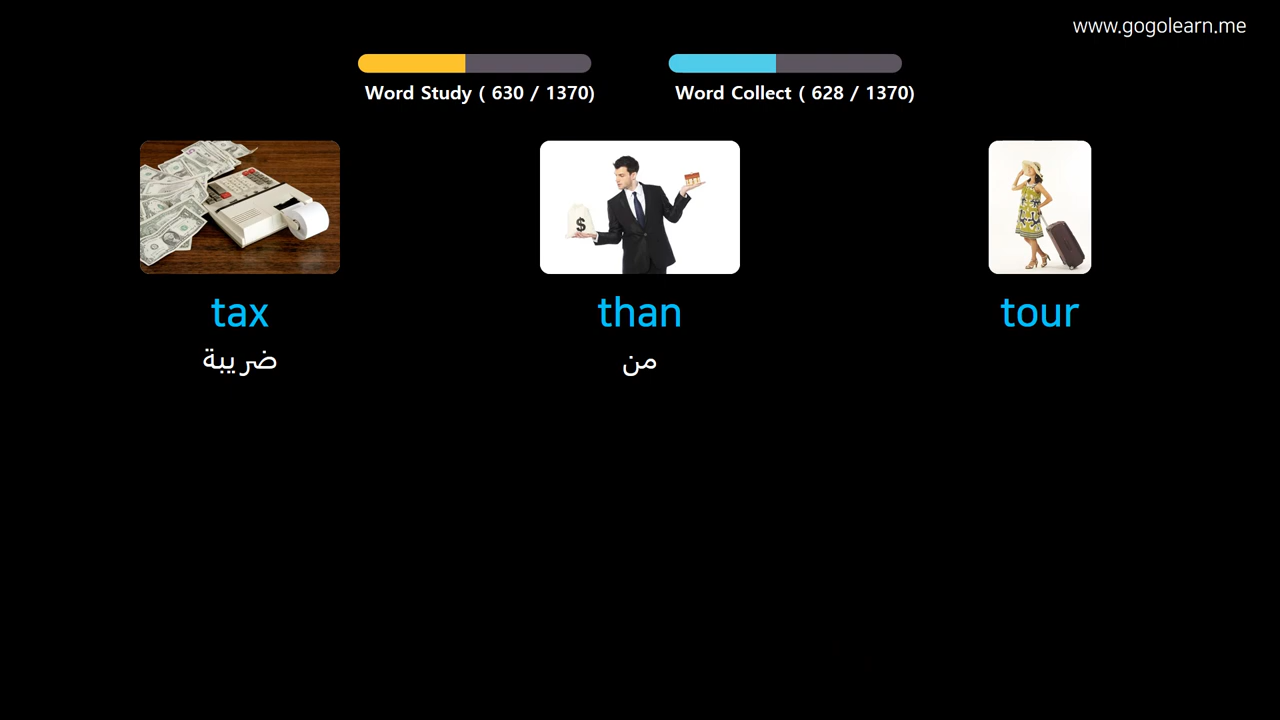 www.gogolearn.me
Word Study ( 630 / 1370)
Word Collect ( 628 / 1370)
$
tax
than
tour
ضريبة
من